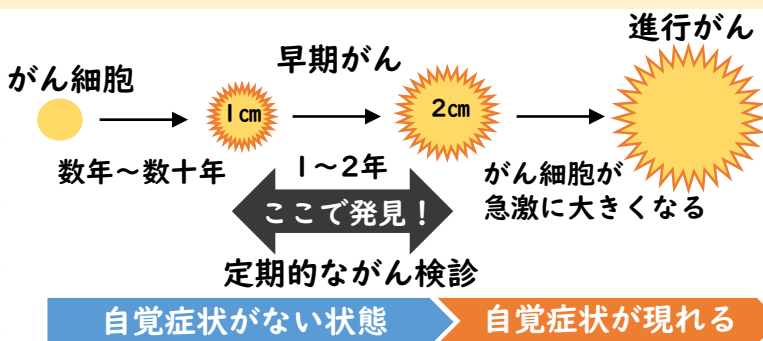 進行がん
早期がん
がん細胞
1cm
2cm
数年～数十年
1～2年
がん細胞が
急激に大きくなる
ここで発見！
定期的ながん検診
自覚症状がない状態
自覚症状が現れる